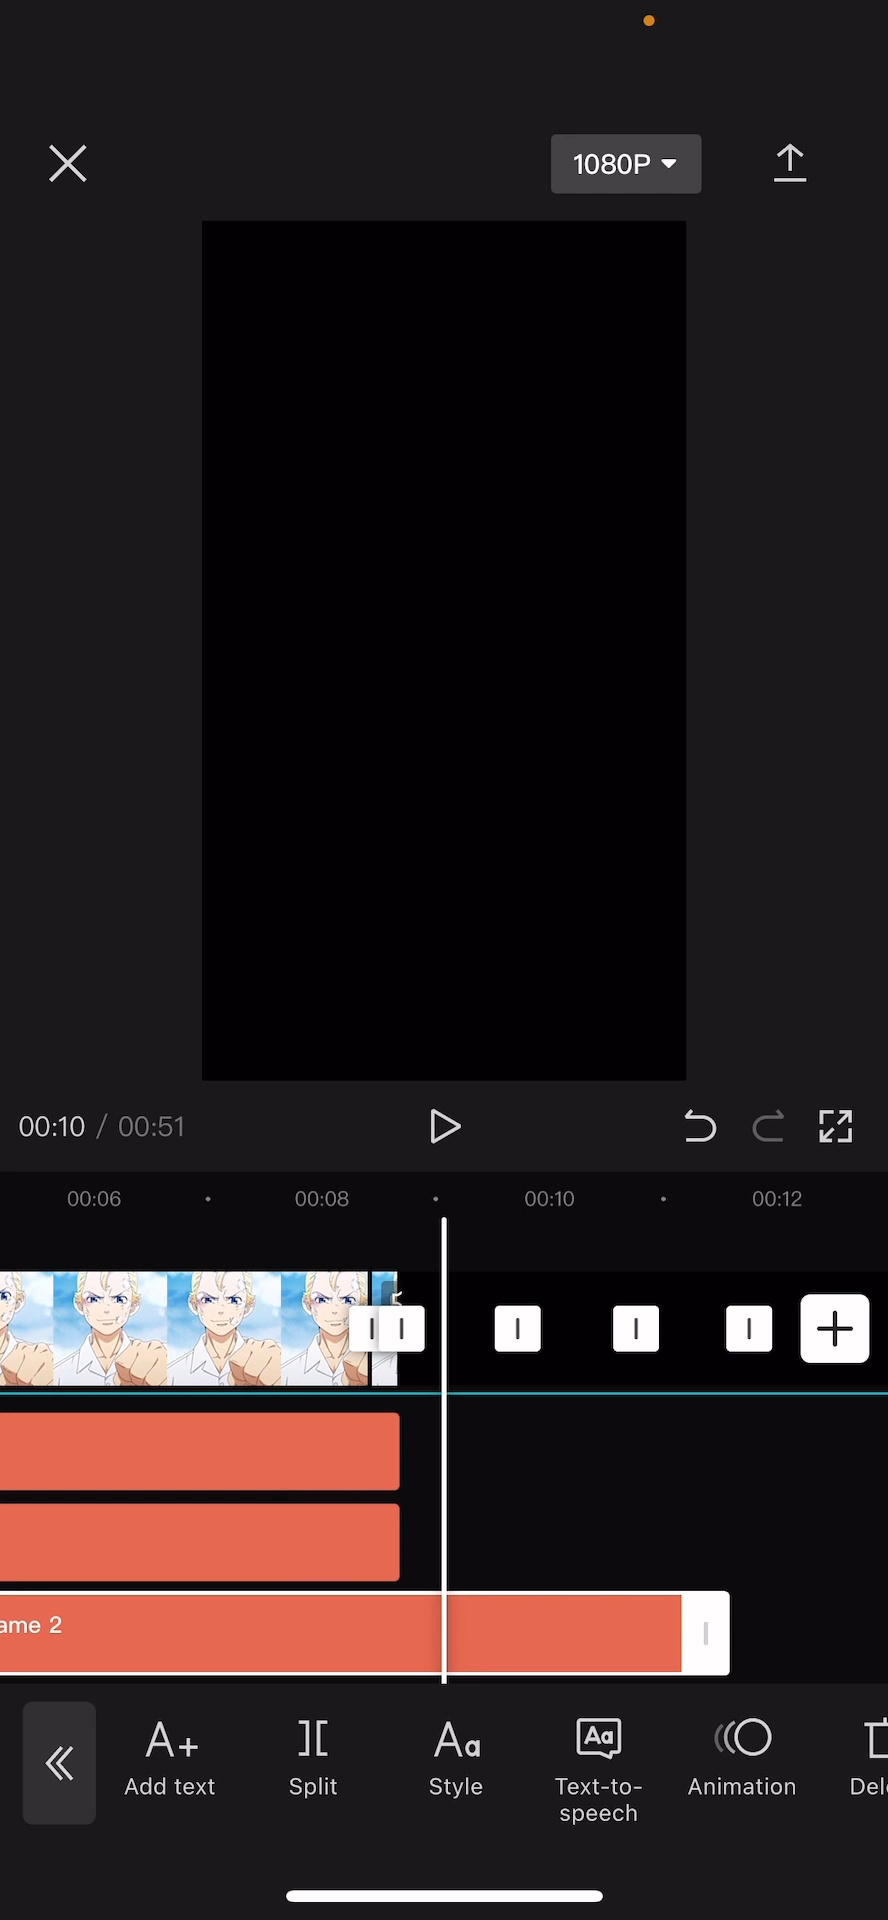 1080P
00:10 / 00:51
00:06 00:08 00:10 00:12
ame 2
Add text Split Style Text-to-speech Animation Del